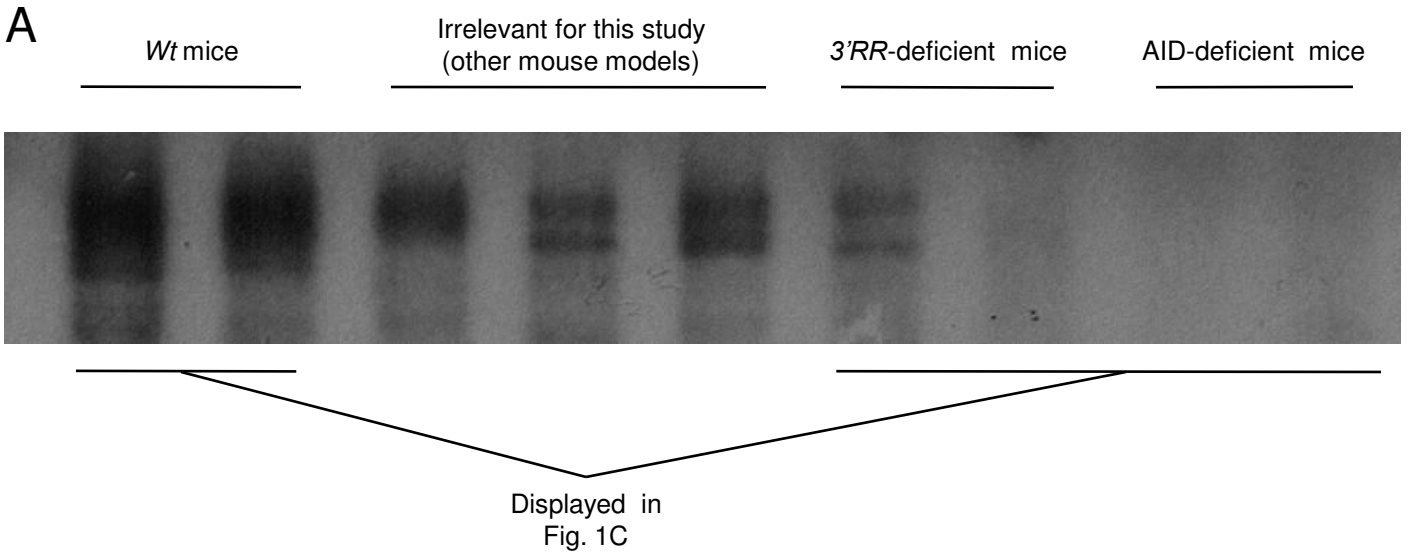 A
Wt mice
Irrelevant for this study
(other mouse models)
3'RR-deficient mice
AID-deficient mice
Displayed in
Fig. 1C